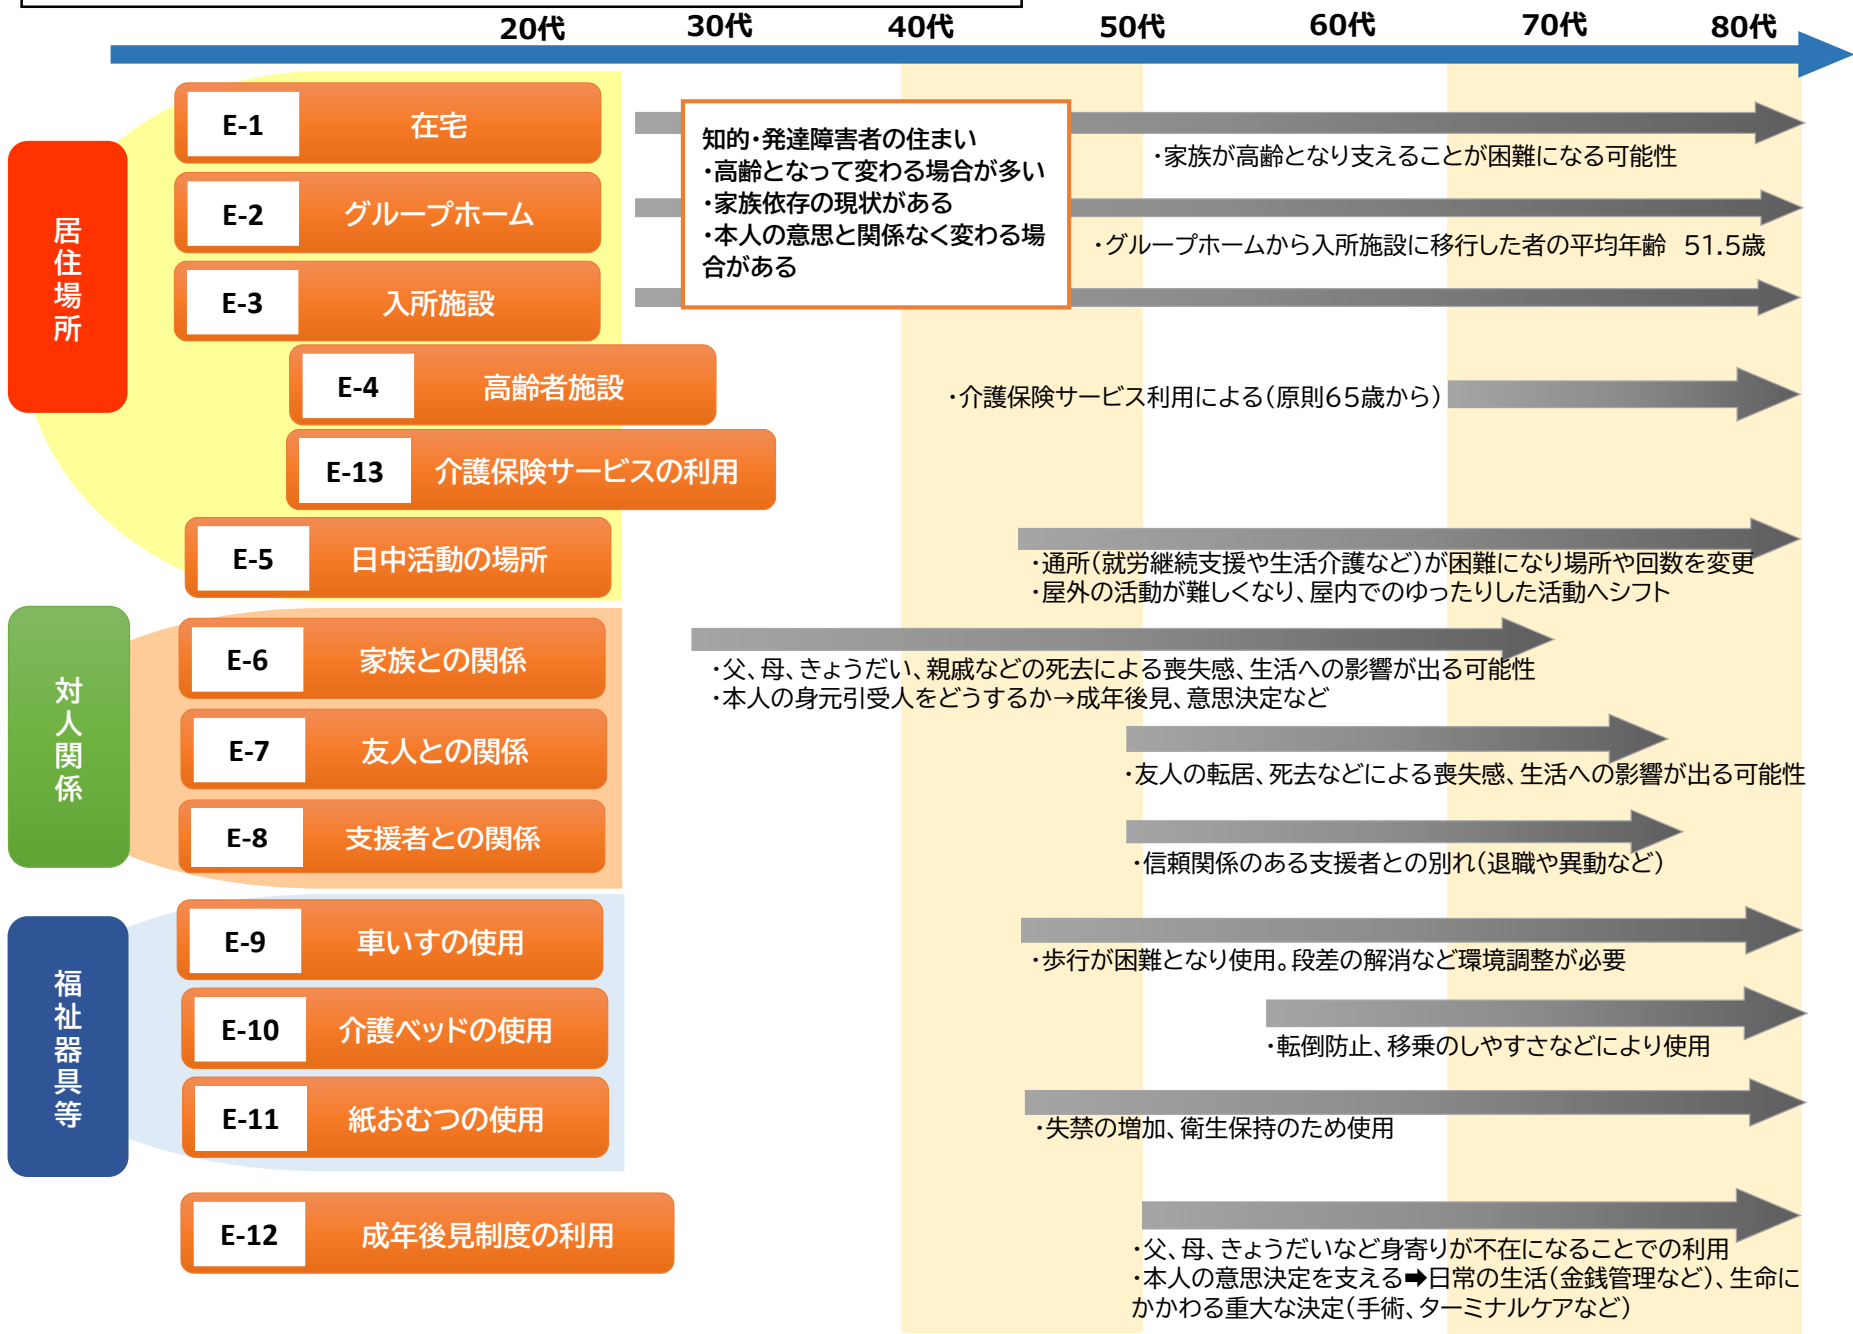 20代 30代 40代 50代 60代 70代 80代
居住場所
E-1 在宅
知的・発達障害者の住まい
・高齢となって変わる場合が多い
・家族依存の現状がある
・本人の意思と関係なく変わる場
合がある
・家族が高齢となり支えることが困難になる可能性
E-2 グループホーム
・グループホームから入所施設に移行した者の平均年齢 51.5歳
E-3 入所施設
E-4 高齢者施設
・介護保険サービス利用による(原則65歳から)
E-13 介護保険サービスの利用
E-5 日中活動の場所
・通所(就労継続支援や生活介護など)が困難になり場所や回数を変更
・屋外の活動が難しくなり、屋内でのゆったりした活動へシフト
対人関係
E-6 家族との関係
・父、母、きょうだい、親戚などの死去による喪失感、生活への影響が出る可能性
・本人の身元引受人をどうするか→成年後見、意思決定など
E-7 友人との関係
・友人の転居、死去などによる喪失感、生活への影響が出る可能性
E-8 支援者との関係
・信頼関係のある支援者との別れ(退職や異動など)
福祉器具等
E-9 車いすの使用
・歩行が困難となり使用。段差の解消など環境調整が必要
E-10 介護ベッドの使用
・転倒防止、移乗のしやすさなどにより使用
E-11 紙おむつの使用
・失禁の増加、衛生保持のため使用
E-12 成年後見制度の利用
・父、母、きょうだいなど身寄りが不在になることでの利用
・本人の意思決定を支える➡日常の生活(金銭管理など)、生命に
かかわる重大な決定(手術、ターミナルケアなど)